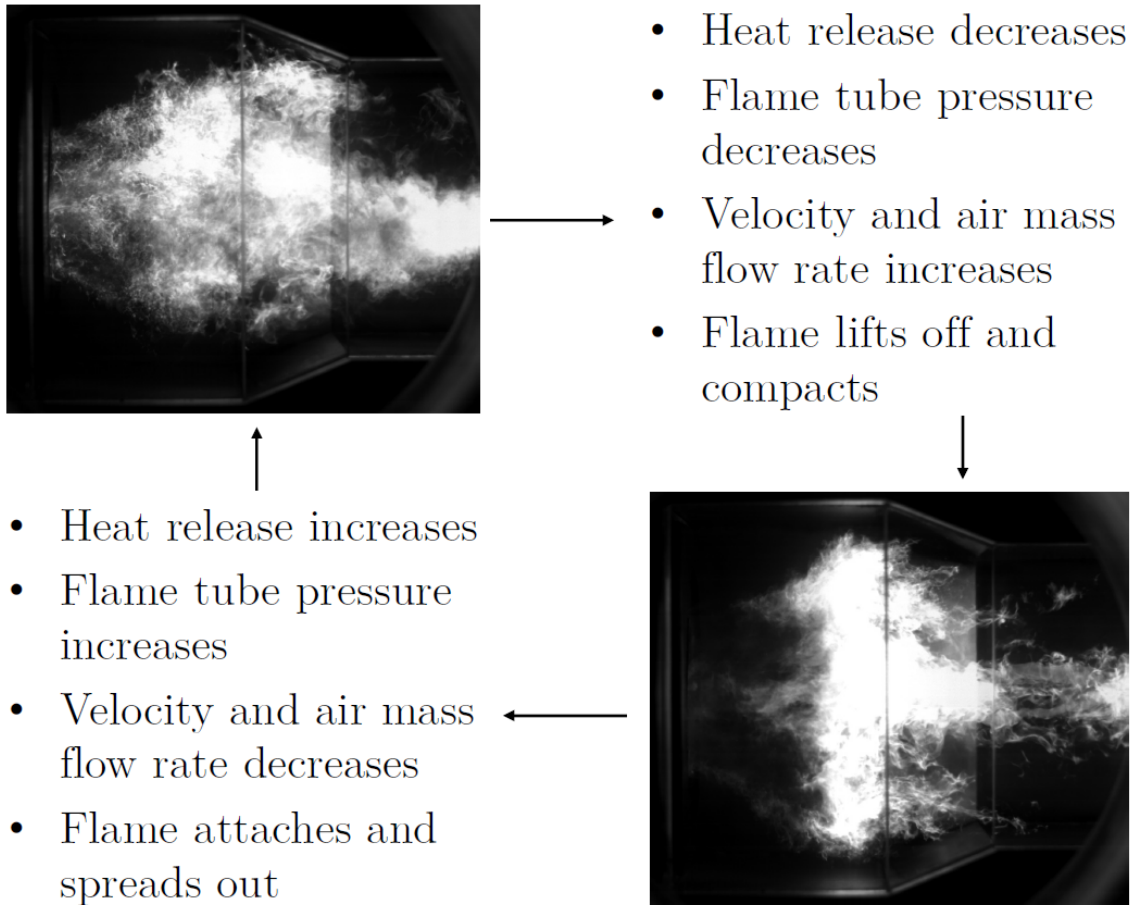 • Heat release decreases
• Flame tube pressure
decreases
• Velocity and air mass
flow rate increases
• Flame lifts off and
compacts
• Heat release increases
• Flame tube pressure
increases
• Velocity and air mass
flow rate decreases
• Flame attaches and
spreads out